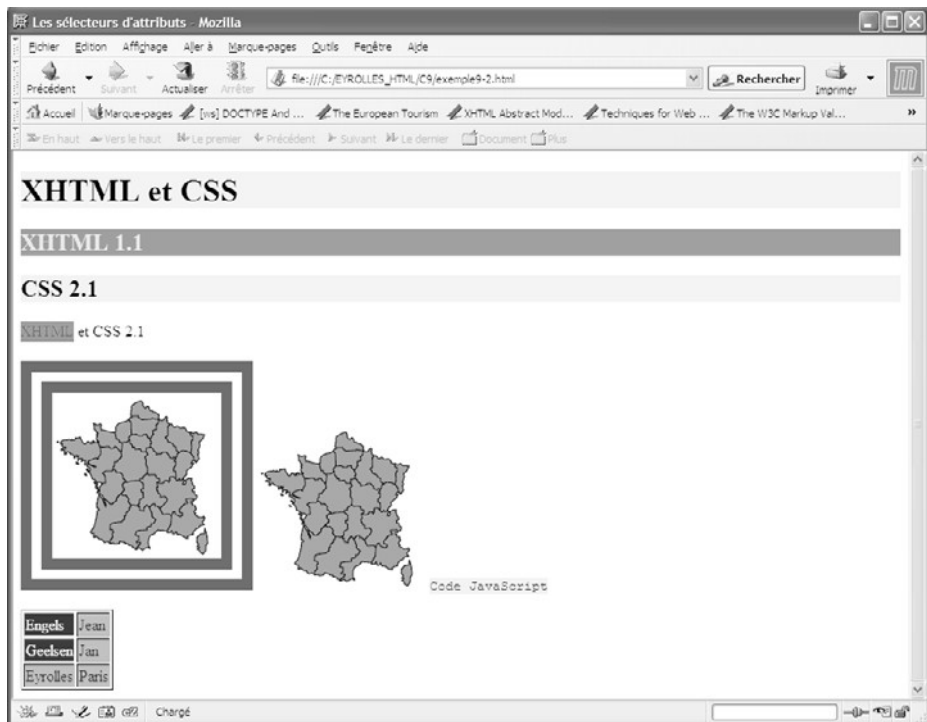 Les sélecteurs d'attributs - Mozilla
Fichier Edition Affichage Aller à Marque-pages Outils Fenêtre Aide
Précédent Suivant Actualiser Arrêter file:///C:/EYROLLES_HTML/C9/exemple9-2.html Rechercher Imprimer
Accueil Marque-pages [ws] DOCTYPE And ... The European Tourism XHTML Abstract Mod... Techniques for Web ... The W3C Markup Val... »
En haut Vers le haut Le premier Précédent Suivant Le dernier Document Plus
XHTML et CSS
XHTML 1.1
CSS 2.1
XHTML et CSS 2.1
Code JavaScript
Engels Jean
Geelsen Jan
Eyrolles Paris
Chargé